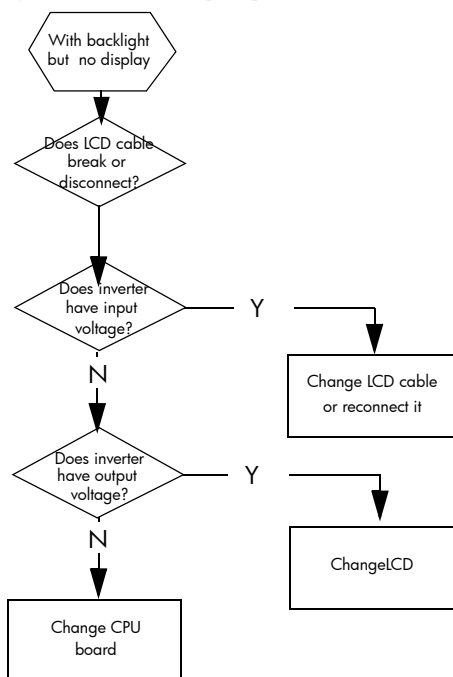 With backlight
but no display
Does LCD cable
break or
disconnect?
Does inverter
have input
voltage?
Y
N
Change LCD cable
or reconnect it
Does inverter
have output
voltage?
Y
N
ChangeLCD
Change CPU
board